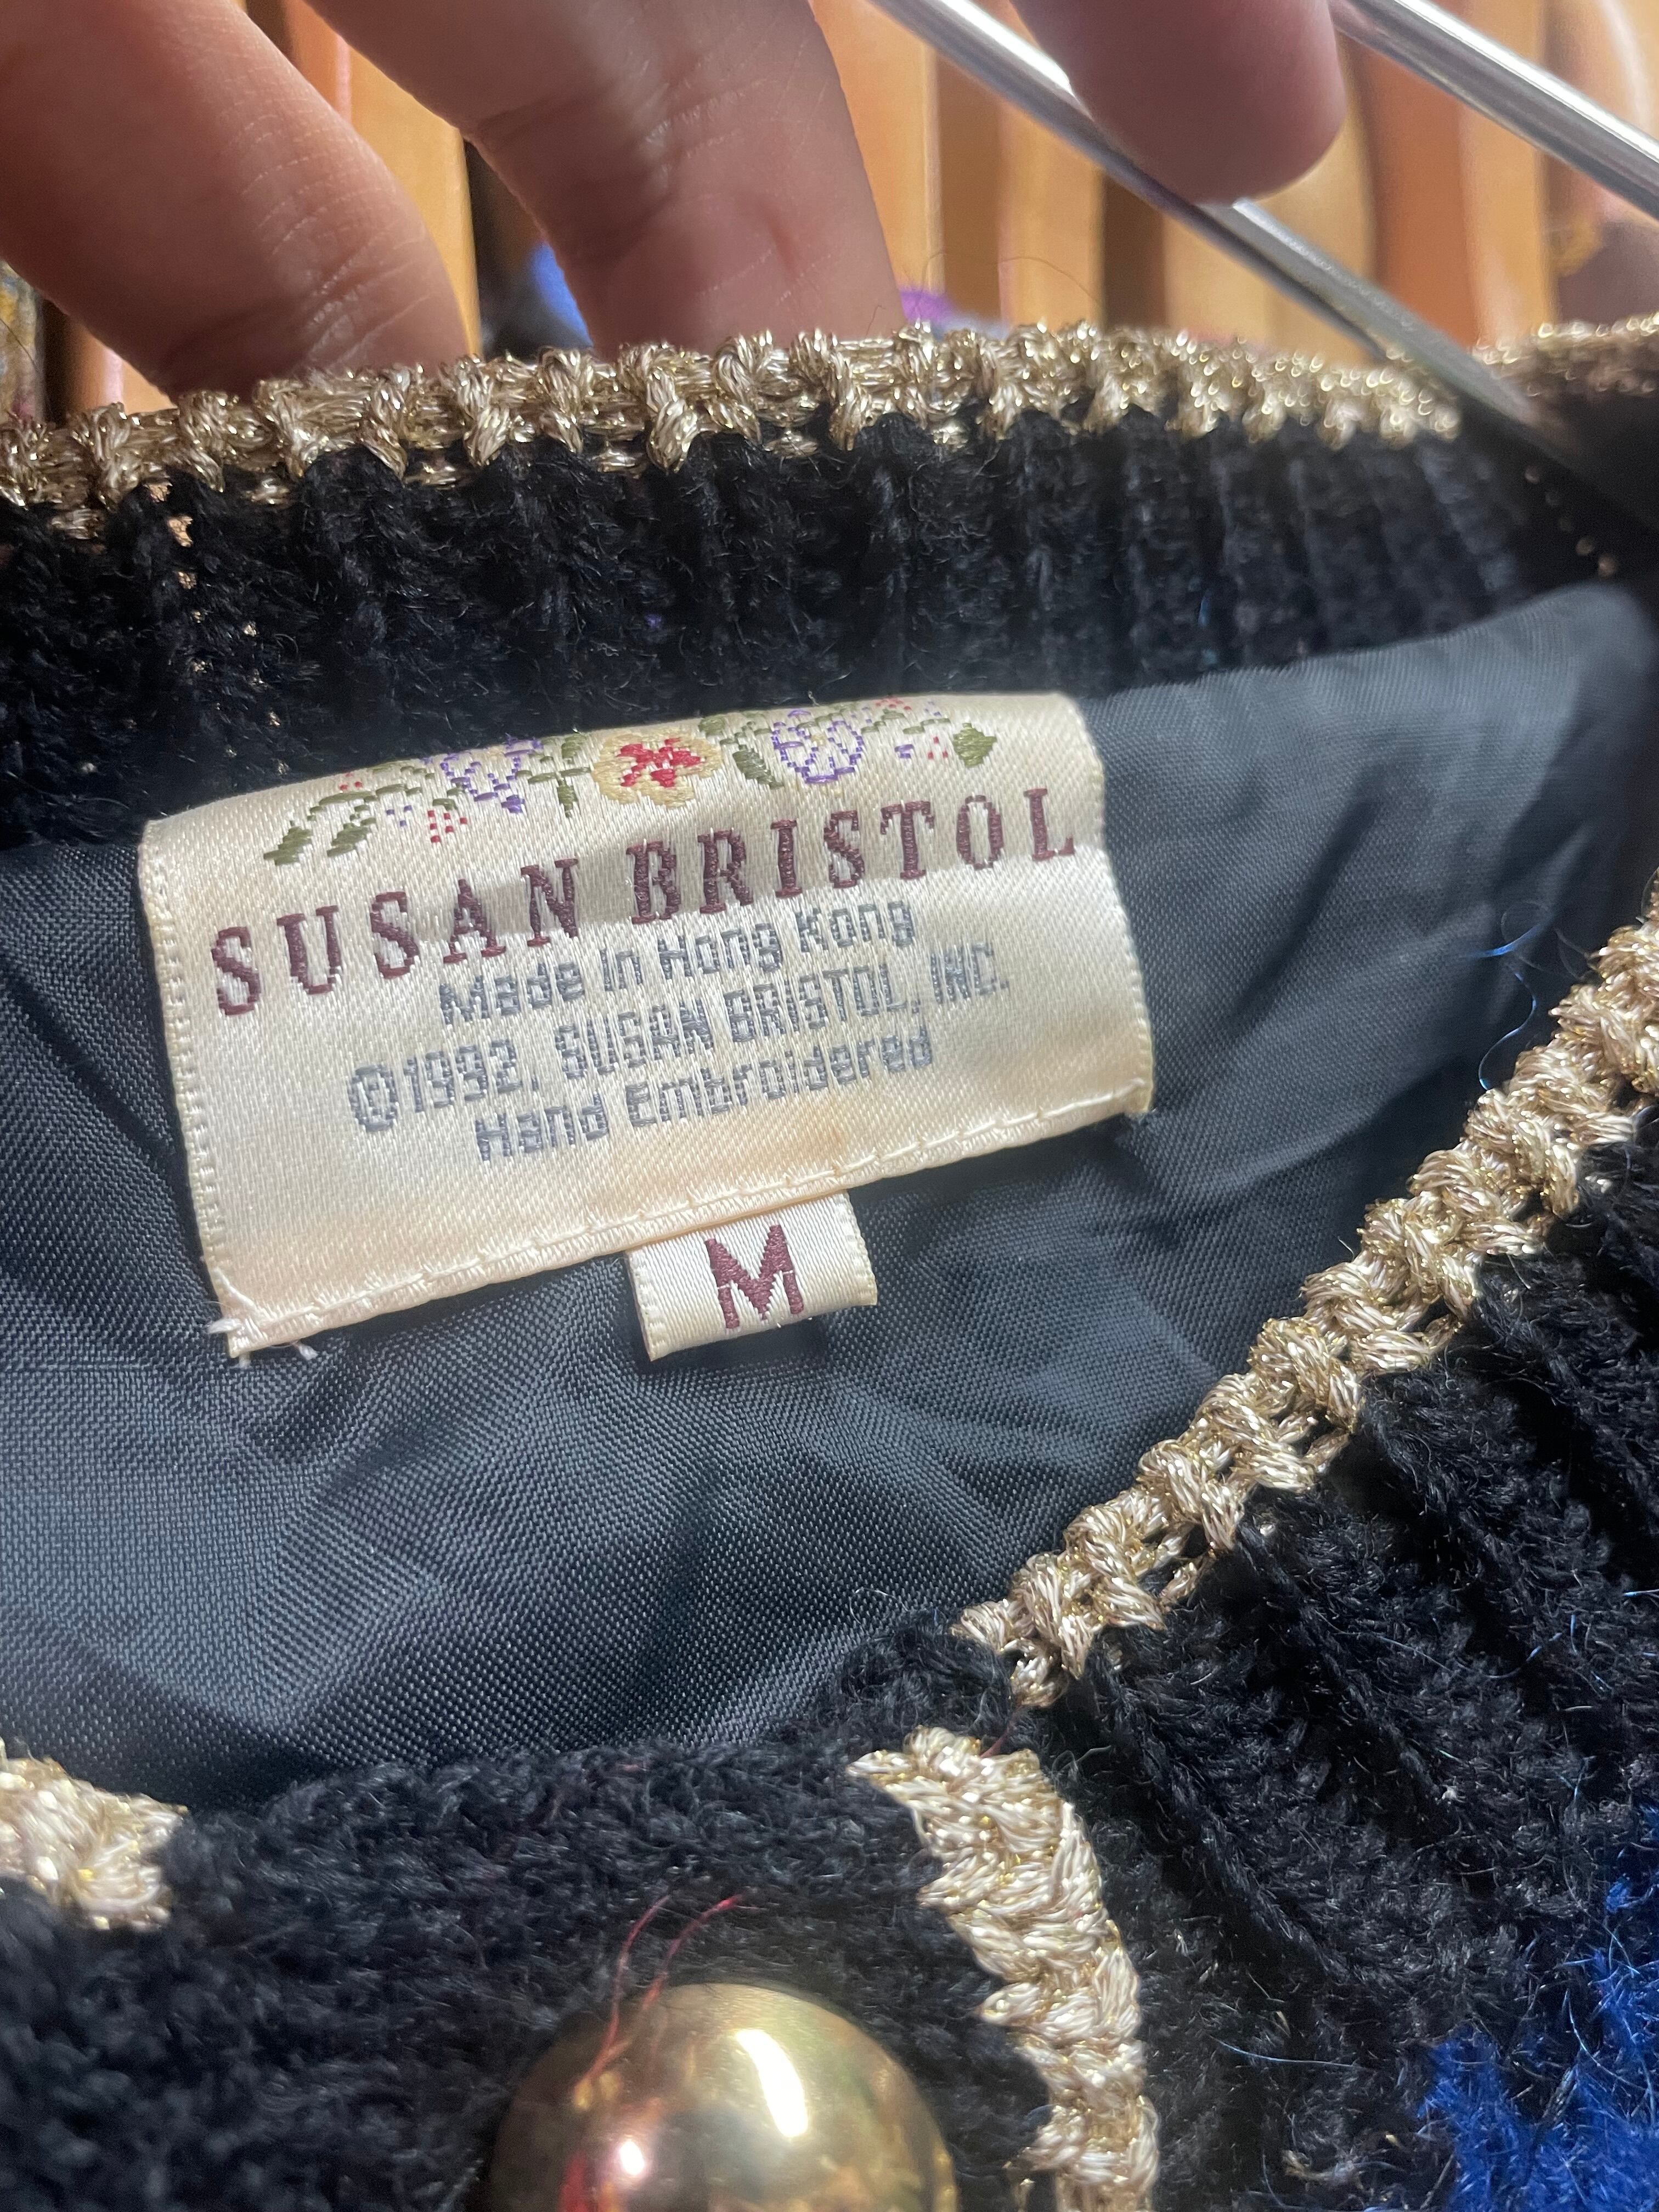 SUSAN BRISTOL
Made In Hong Kong
©1992, SUSAN BRISTOL, INC.
Hand Embroidered
M